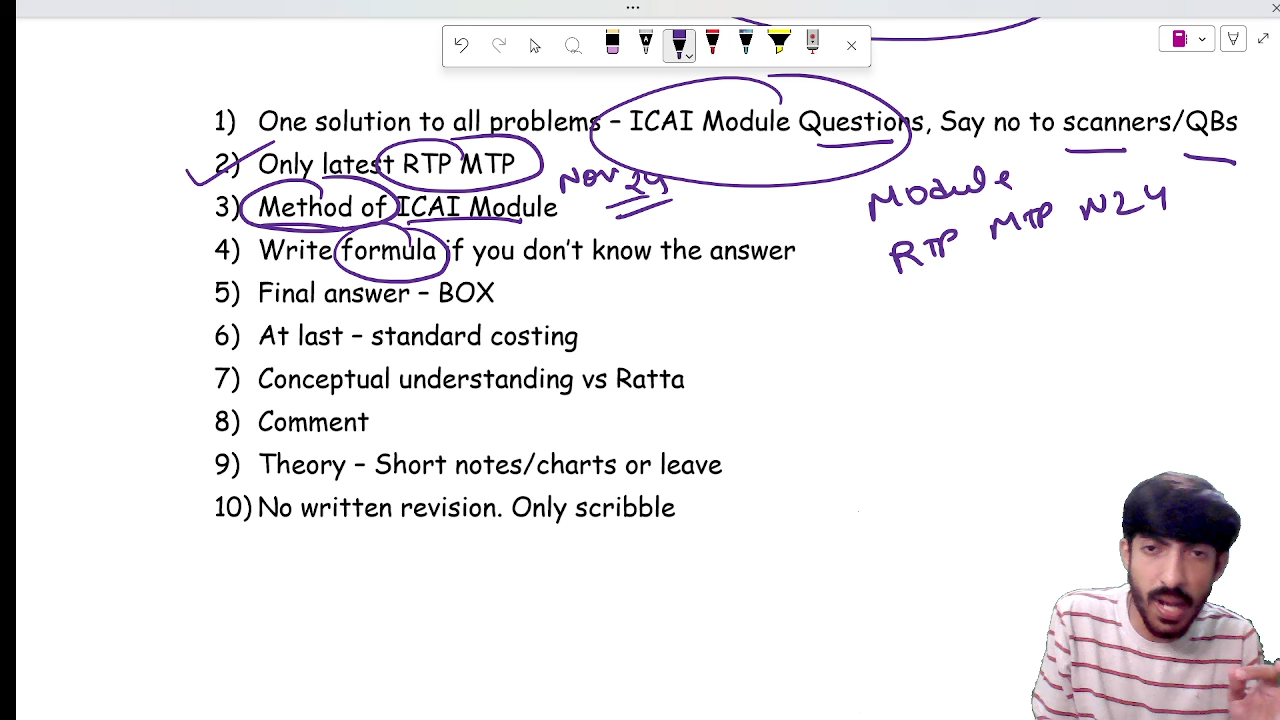 1) One solution to all problems – ICAI Module Questions, Say no to scanners/QBs
2) Only latest RTP MTP
Nov 24
Module
3) Method of ICAI Module
RTP MTP N24
4) Write formula if you don't know the answer
5) Final answer – BOX
6) At last – standard costing
7) Conceptual understanding vs Ratta
8) Comment
9) Theory – Short notes/charts or leave
10) No written revision. Only scribble